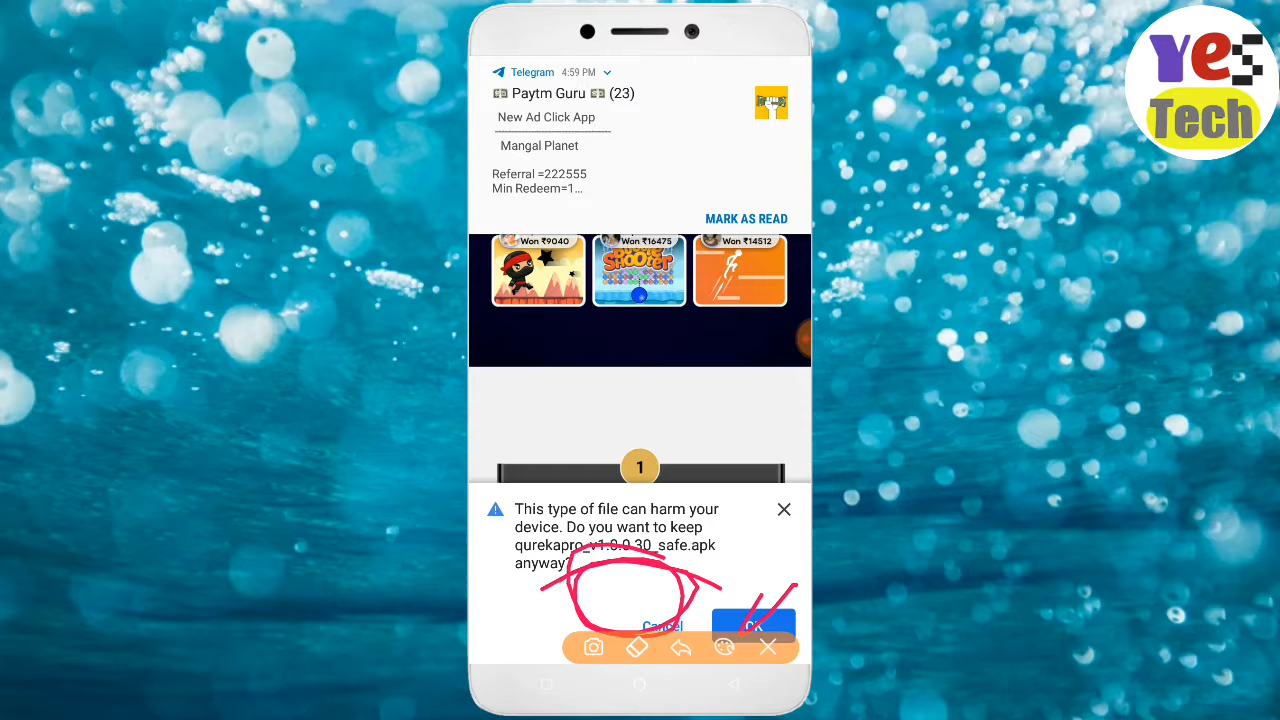 Yes
Tech
Telegram 4:59 PM
Paytm Guru (23)
New Ad Click App
Mangal Planet
Referral =222555
Min Redeem=1...
MARK AS READ
Won ₹9040
Won ₹16475
Won ₹14512
SHOOTER
1
This type of file can harm your
device. Do you want to keep
qurekapro_v1.0.0.30_safe.apk
anyway?
Cancel
OK